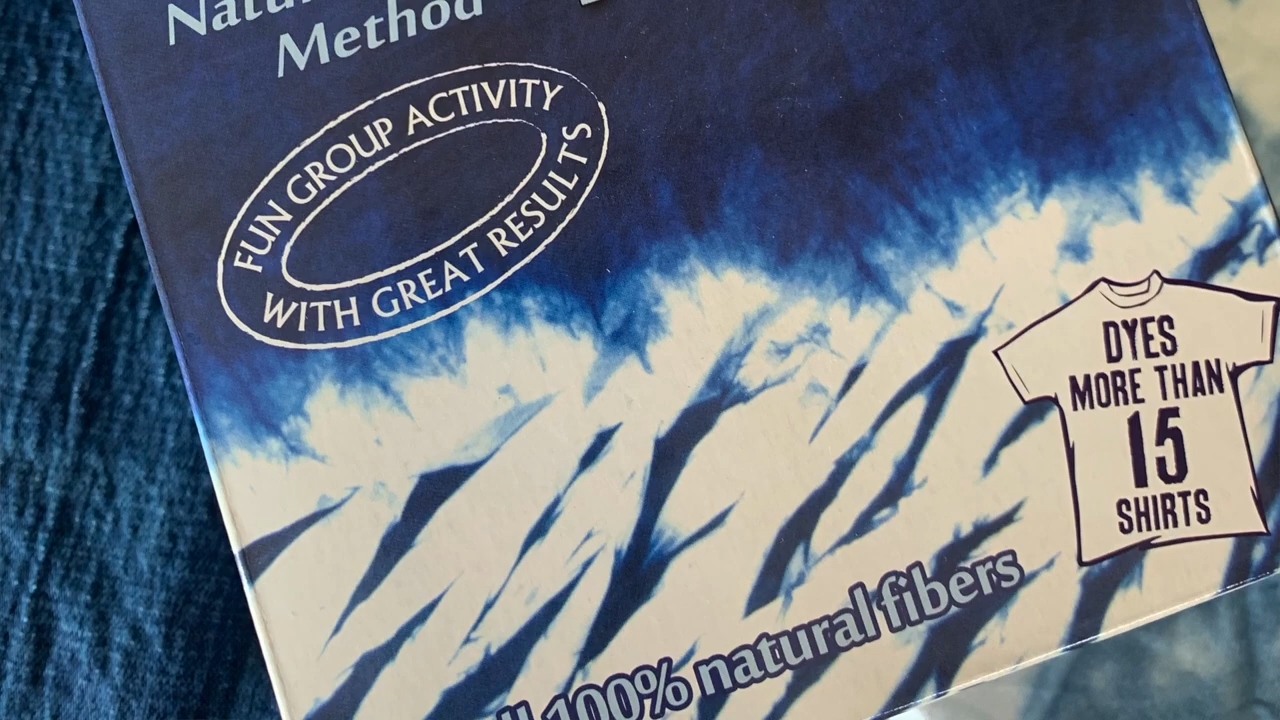 Method
FUN GROUP ACTIVITY
WITH GREAT RESULTS
DYES
MORE THAN
15
SHIRTS
100% natural fibers